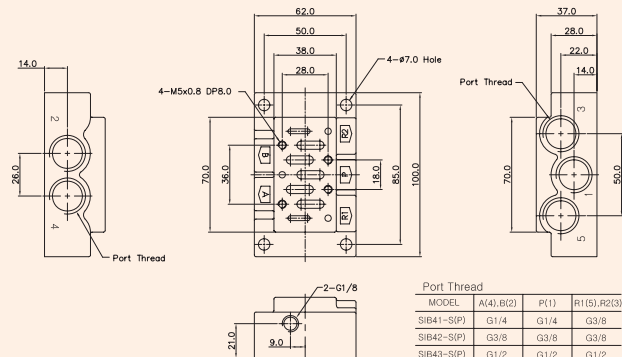 62.0
50.0
38.0
28.0
4-ø7.0 Hole
4-M5x0.8 DP8.0
14.0
2
4
26.0
Port Thread
R2
B
P
A
R1
70.0
36.0
18.0
85.0
100.0
37.0
28.0
22.0
14.0
Port Thread
3
1
5
70.0
50.0
2-G1/8
21.0
9.0
Port Thread
MODEL A(4),B(2) P(1) R1(5),R2(3)
SIB41-S(P) G1/4 G1/4 G3/8
SIB42-S(P) G3/8 G3/8 G3/8
SIB43-S(P) G1/2 G1/2 G1/2